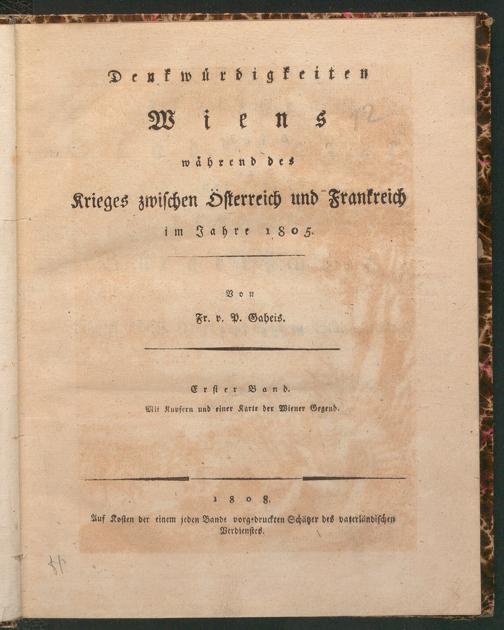 Denkwürdigkeiten
Wiens
während des
Krieges zwischen Österreich und Frankreich
im Jahre 1805.
Von
Fr. v. P. Gaheis.
Erster Band.
Mit Kupfern und einer Karte der Wiener Gegend.
1808.
Auf Kosten der einem jeden Bande vorgedruckten Schätzer des vaterländischen
Verdienstes.